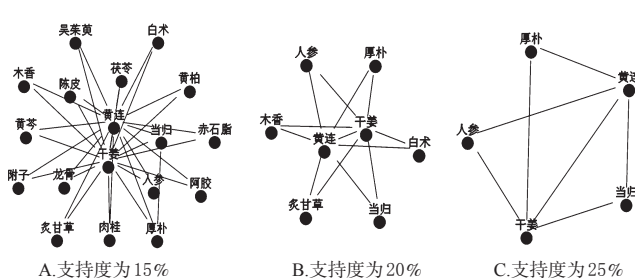 吴茱萸 白术
木香 陈皮 茯苓 黄柏
黄连
黄芩 当归 赤石脂
干姜
附子 龙骨 人参 阿胶
炙甘草 肉桂 厚朴
A.支持度为15%
人参 厚朴
木香 黄连 干姜 白术
炙甘草 当归
B.支持度为20%
厚朴
黄连
人参
当归
干姜
C.支持度为25%